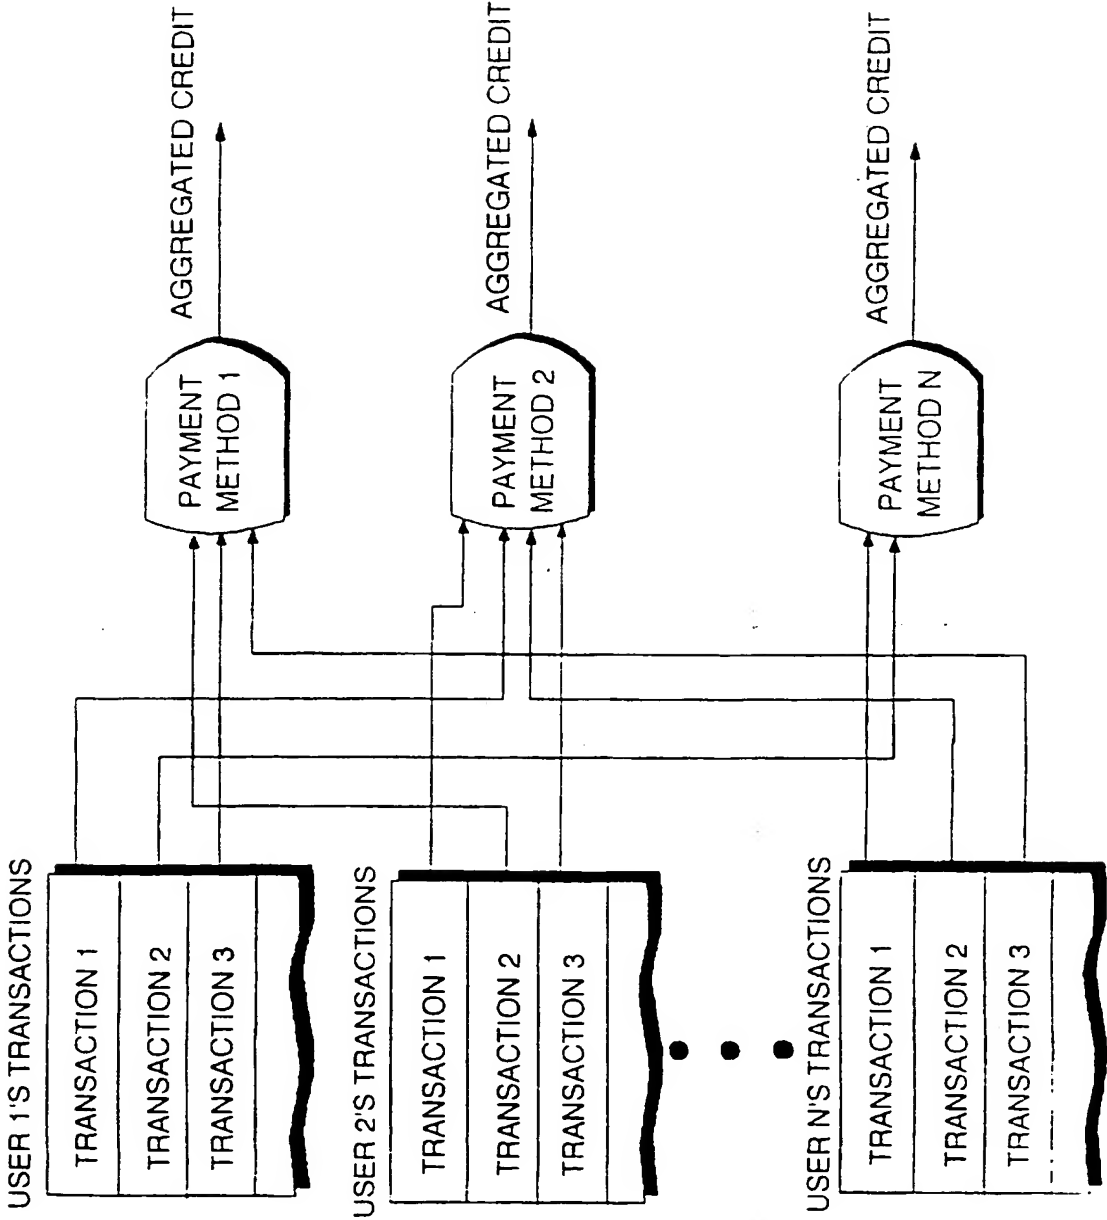 USER 1'S TRANSACTIONS
TRANSACTION 1
TRANSACTION 2
TRANSACTION 3
USER 2'S TRANSACTIONS
TRANSACTION 1
TRANSACTION 2
TRANSACTION 3
USER N'S TRANSACTIONS
TRANSACTION 1
TRANSACTION 2
TRANSACTION 3
PAYMENT
METHOD 1
PAYMENT
METHOD 2
PAYMENT
METHOD N
AGGREGATED CREDIT
AGGREGATED CREDIT
AGGREGATED CREDIT